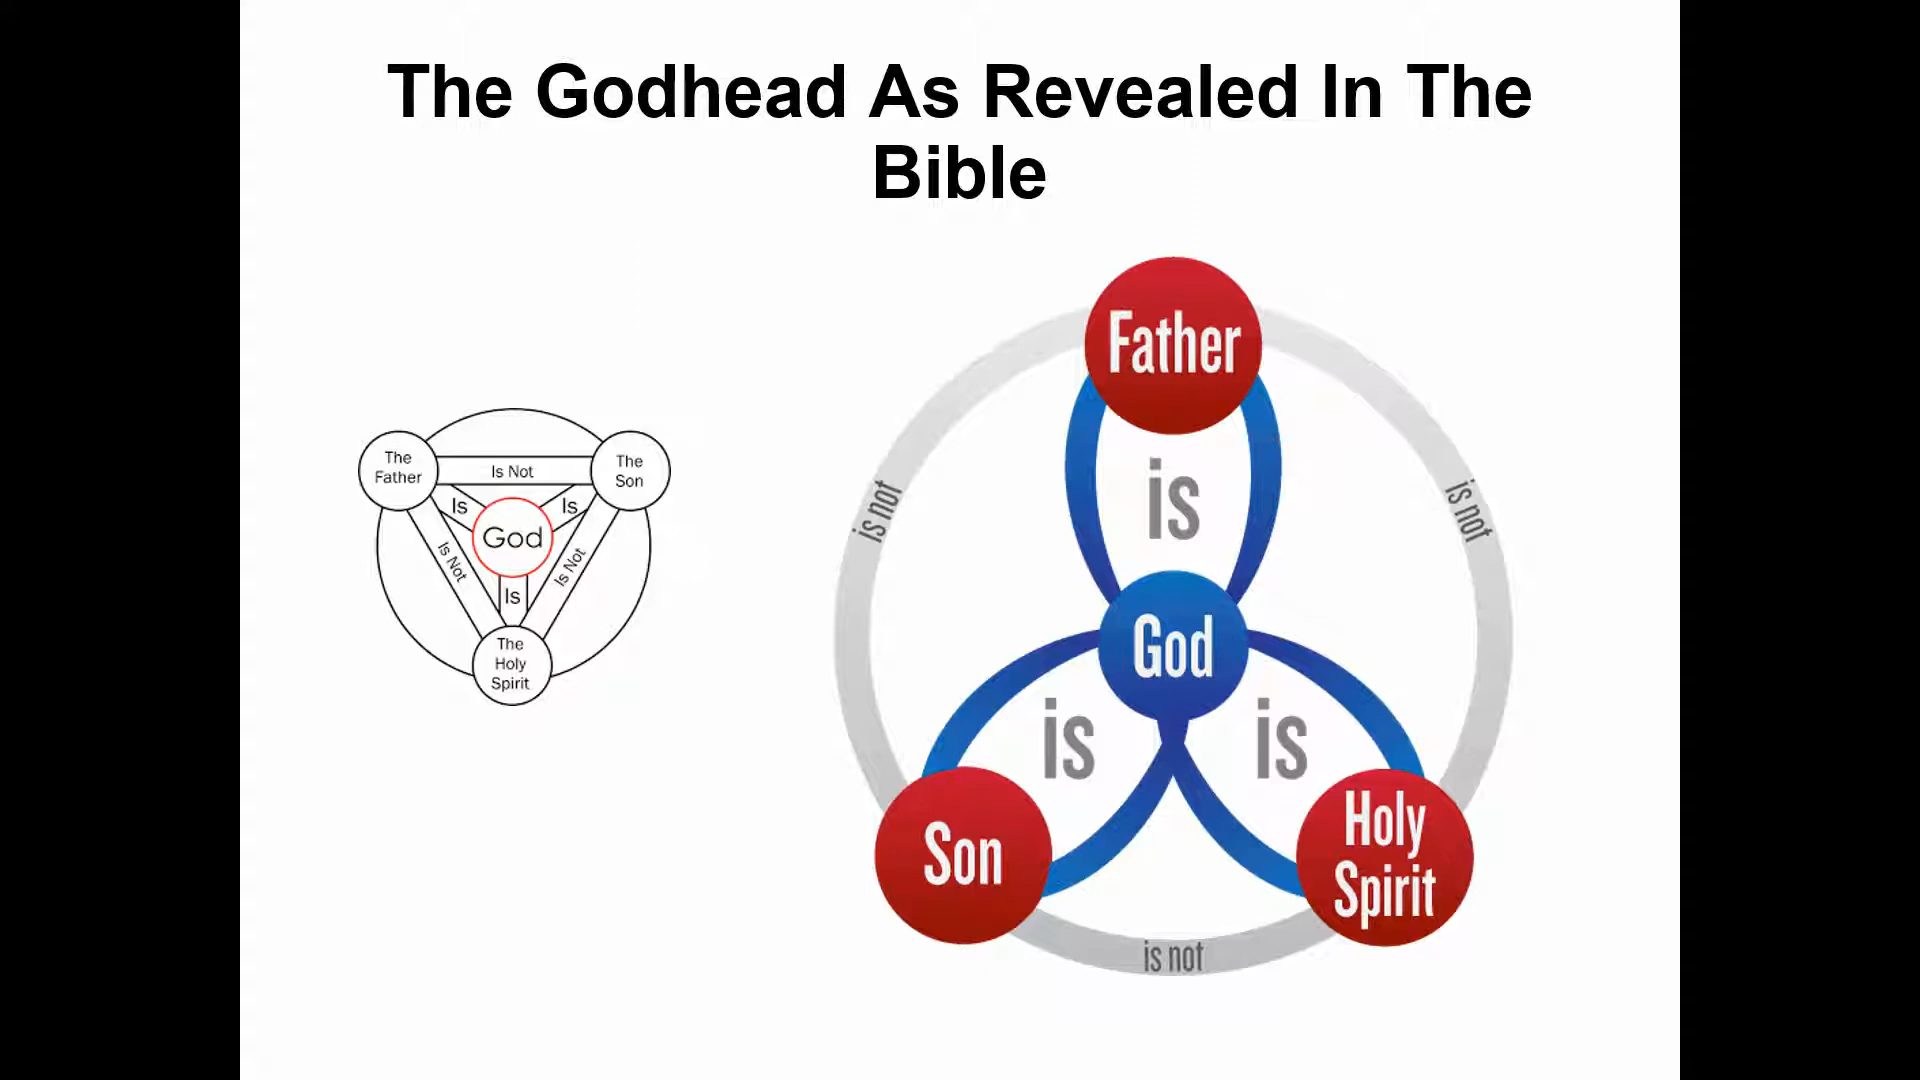 The Godhead As Revealed In The
Bible
The
Father
Is Not
The
Son
Is
Is
God
Is Not
Is Not
Is
The
Holy
Spirit
Father
is
is not
is not
God
is
is
Son
Holy
Spirit
is not